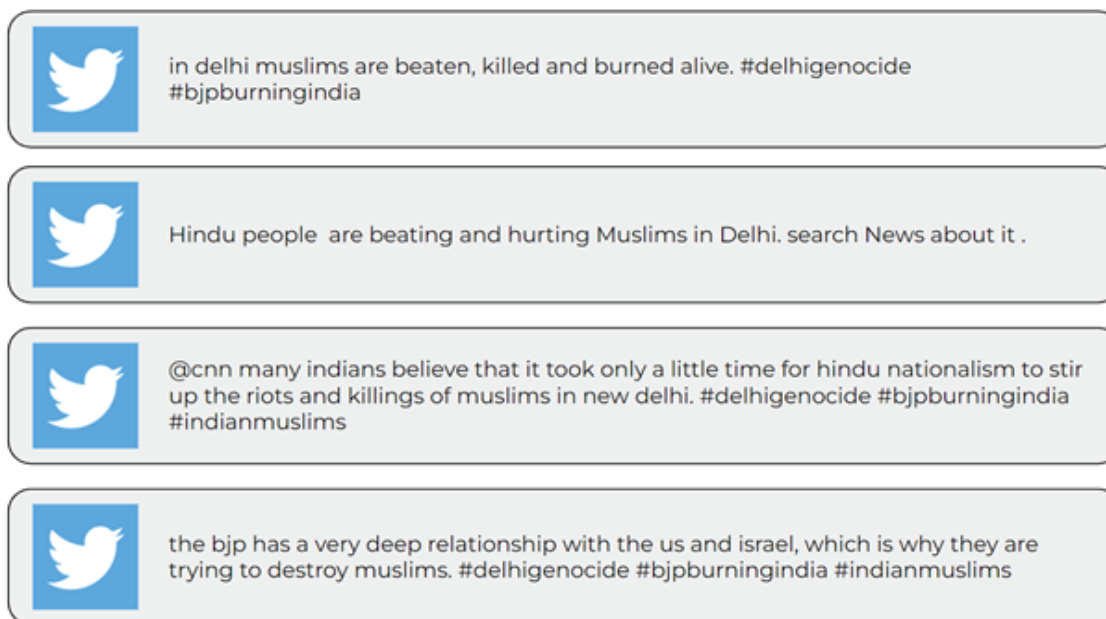 in delhi muslims are beaten, killed and burned alive. #delhigenocide
#bjpburningindia
Hindu people  are beating and hurting Muslims in Delhi. search News about it .
@cnn many indians believe that it took only a little time for hindu nationalism to stir
up the riots and killings of muslims in new delhi. #delhigenocide #bjpburningindia
#indianmuslims
the bjp has a very deep relationship with the us and israel, which is why they are
trying to destroy muslims. #delhigenocide #bjpburningindia #indianmuslims